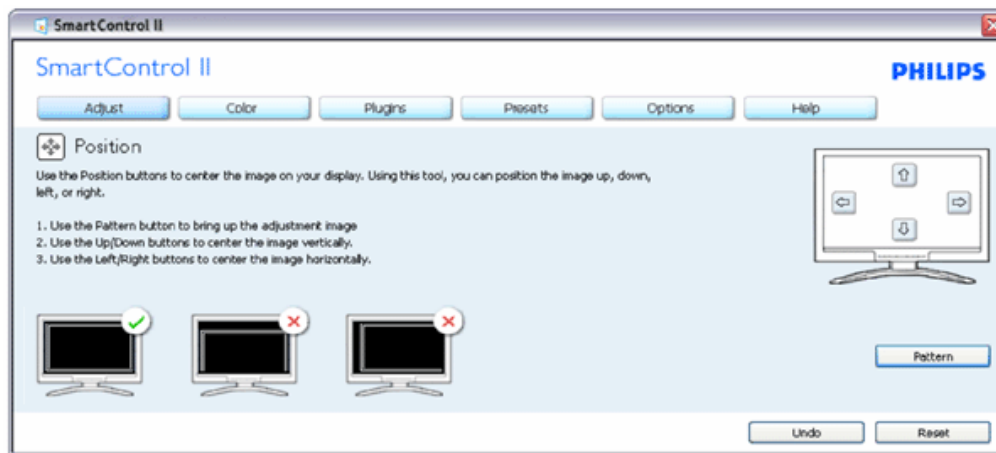 SmartControl II
SmartControl II
PHILIPS
Adjust Color Plugins Presets Options Help
Position
Use the Position buttons to center the image on your display. Using this tool, you can position the image up, down,
left, or right.
1. Use the Pattern button to bring up the adjustment image
2. Use the Up/Down buttons to center the image vertically.
3. Use the Left/Right buttons to center the image horizontally.
Pattern
Undo Reset